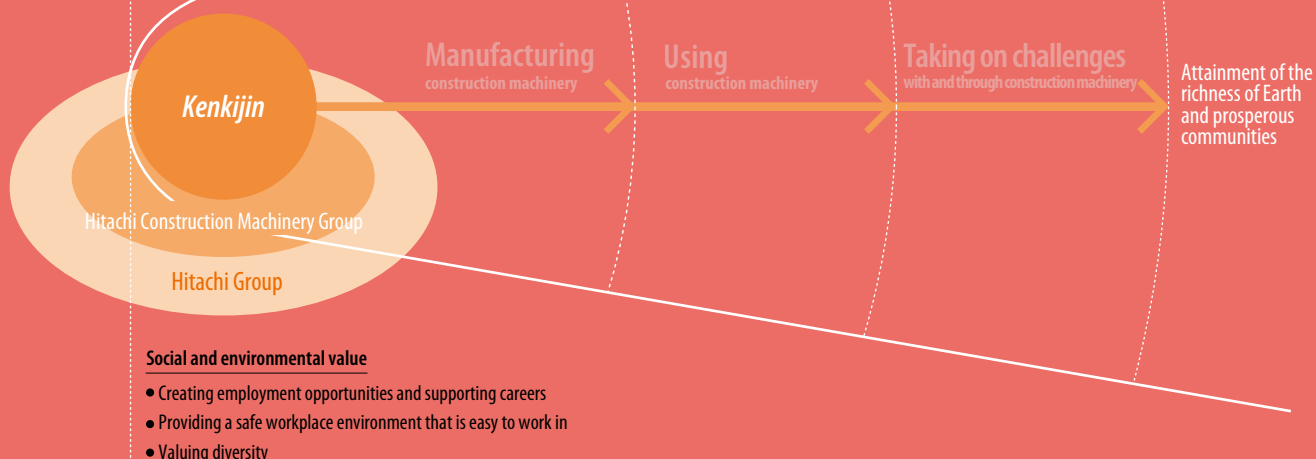 Kenkijin
Manufacturing
construction machinery
Using
construction machinery
Taking on challenges
with and through construction machinery
Attainment of the
richness of Earth
and prosperous
communities
Hitachi Construction Machinery Group
Hitachi Group
Social and environmental value
● Creating employment opportunities and supporting careers
● Providing a safe workplace environment that is easy to work in
● Valuing diversity